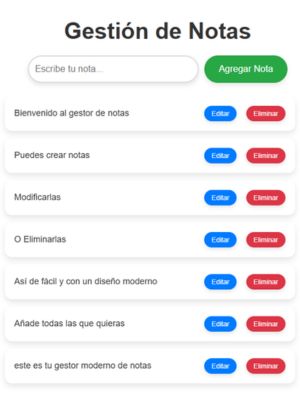 Gestión de Notas
Escribe tu nota... Agregar Nota
Bienvenido al gestor de notas Editar Eliminar
Puedes crear notas Editar Eliminar
Modificarlas Editar Eliminar
O Eliminarlas Editar Eliminar
Así de fácil y con un diseño moderno Editar Eliminar
Añade todas las que quieras Editar Eliminar
este es tu gestor moderno de notas Editar Eliminar